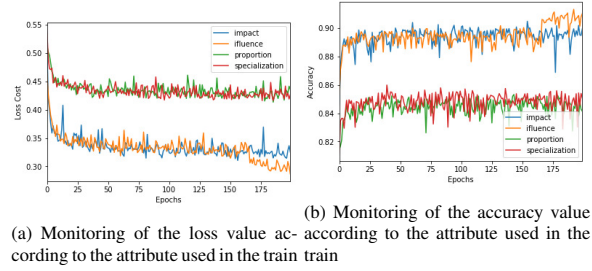 0.55
0.50
0.45
0.40
0.35
0.30
Loss Cost
impact
ifluence
proportion
specialization
0 25 50 75 100 125 150 175
Epochs
(a) Monitoring of the loss value ac-
cording to the attribute used in the train
0.90
0.88
0.86
0.84
0.82
Accuracy
impact
ifluence
proportion
specialization
0 25 50 75 100 125 150 175
Epochs
(b) Monitoring of the accuracy value
according to the attribute used in the
train